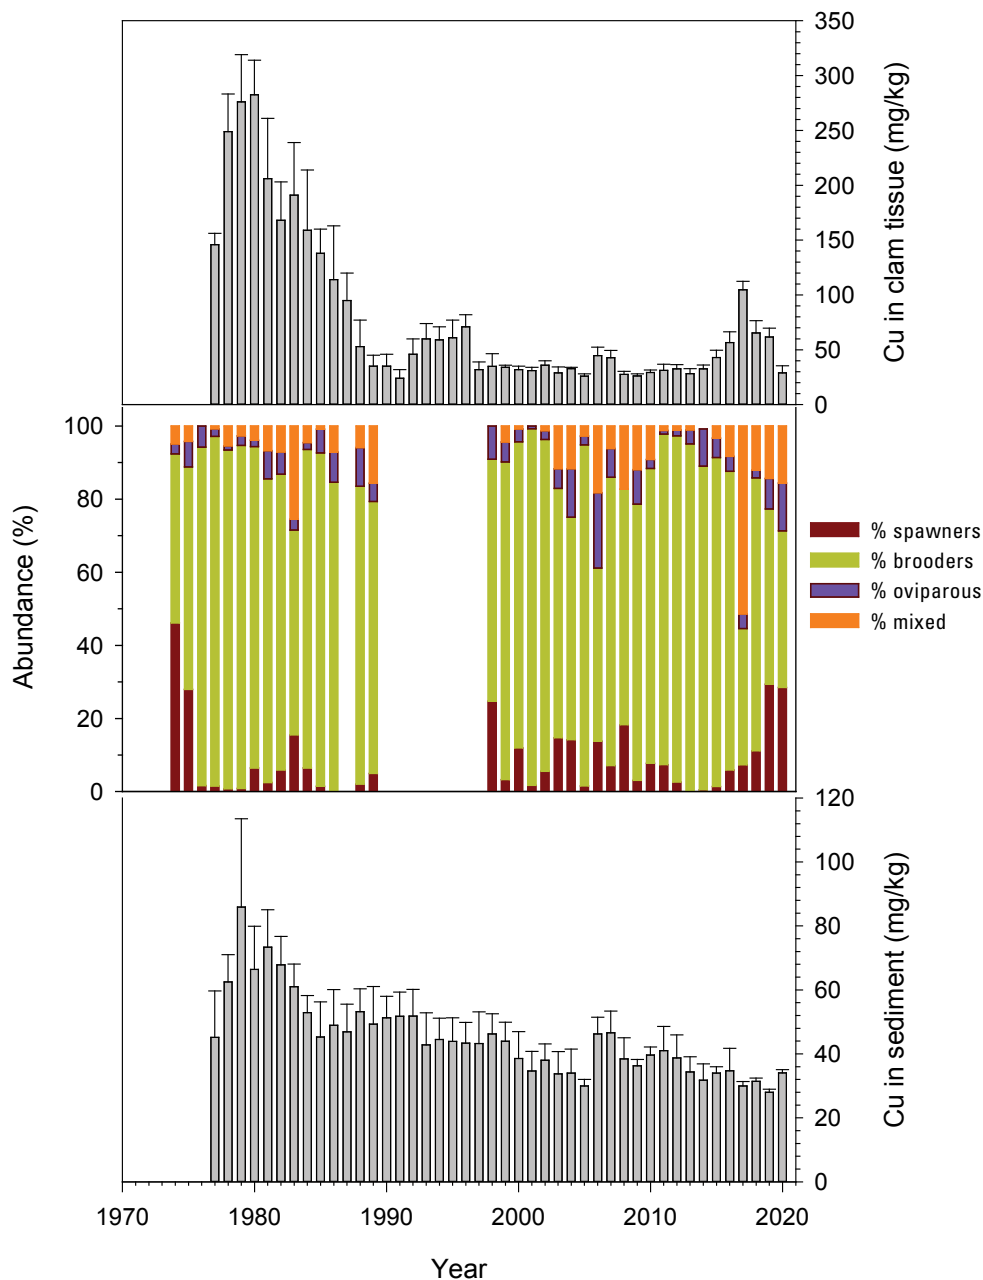 350
300
250
200
150
100
50
0
Cu in clam tissue (mg/kg)
100
80
60
40
20
0
Abundance (%)
% spawners
% brooders
% oviparous
% mixed
120
100
80
60
40
20
0
Cu in sediment (mg/kg)
1970 1980 1990 2000 2010 2020
Year